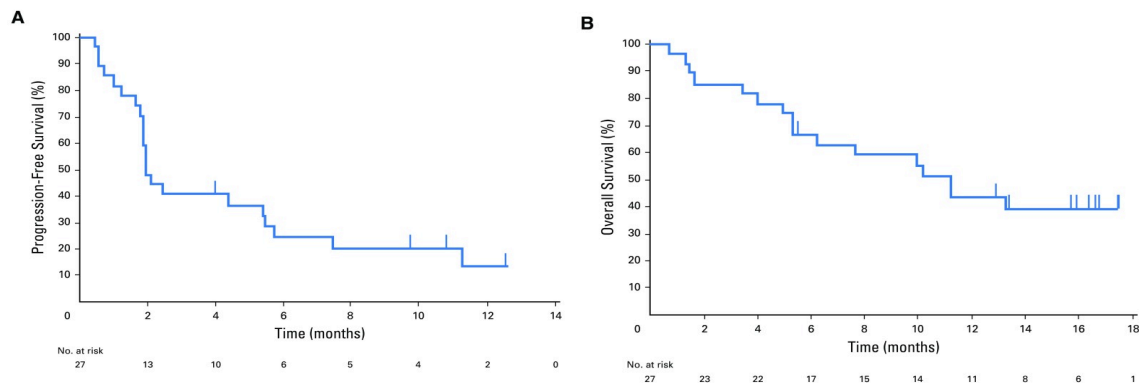 A
Progression-Free Survival (%)
100
90
80
70
60
50
40
30
20
10
0 2 4 6 8 10 12 14
Time (months)
No. at risk
27 13 10 6 5 4 2 0
B
Overall Survival (%)
100
90
80
70
60
50
40
30
20
10
0 2 4 6 8 10 12 14 16 18
Time (months)
No. at risk
27 23 22 17 15 14 11 8 6 1